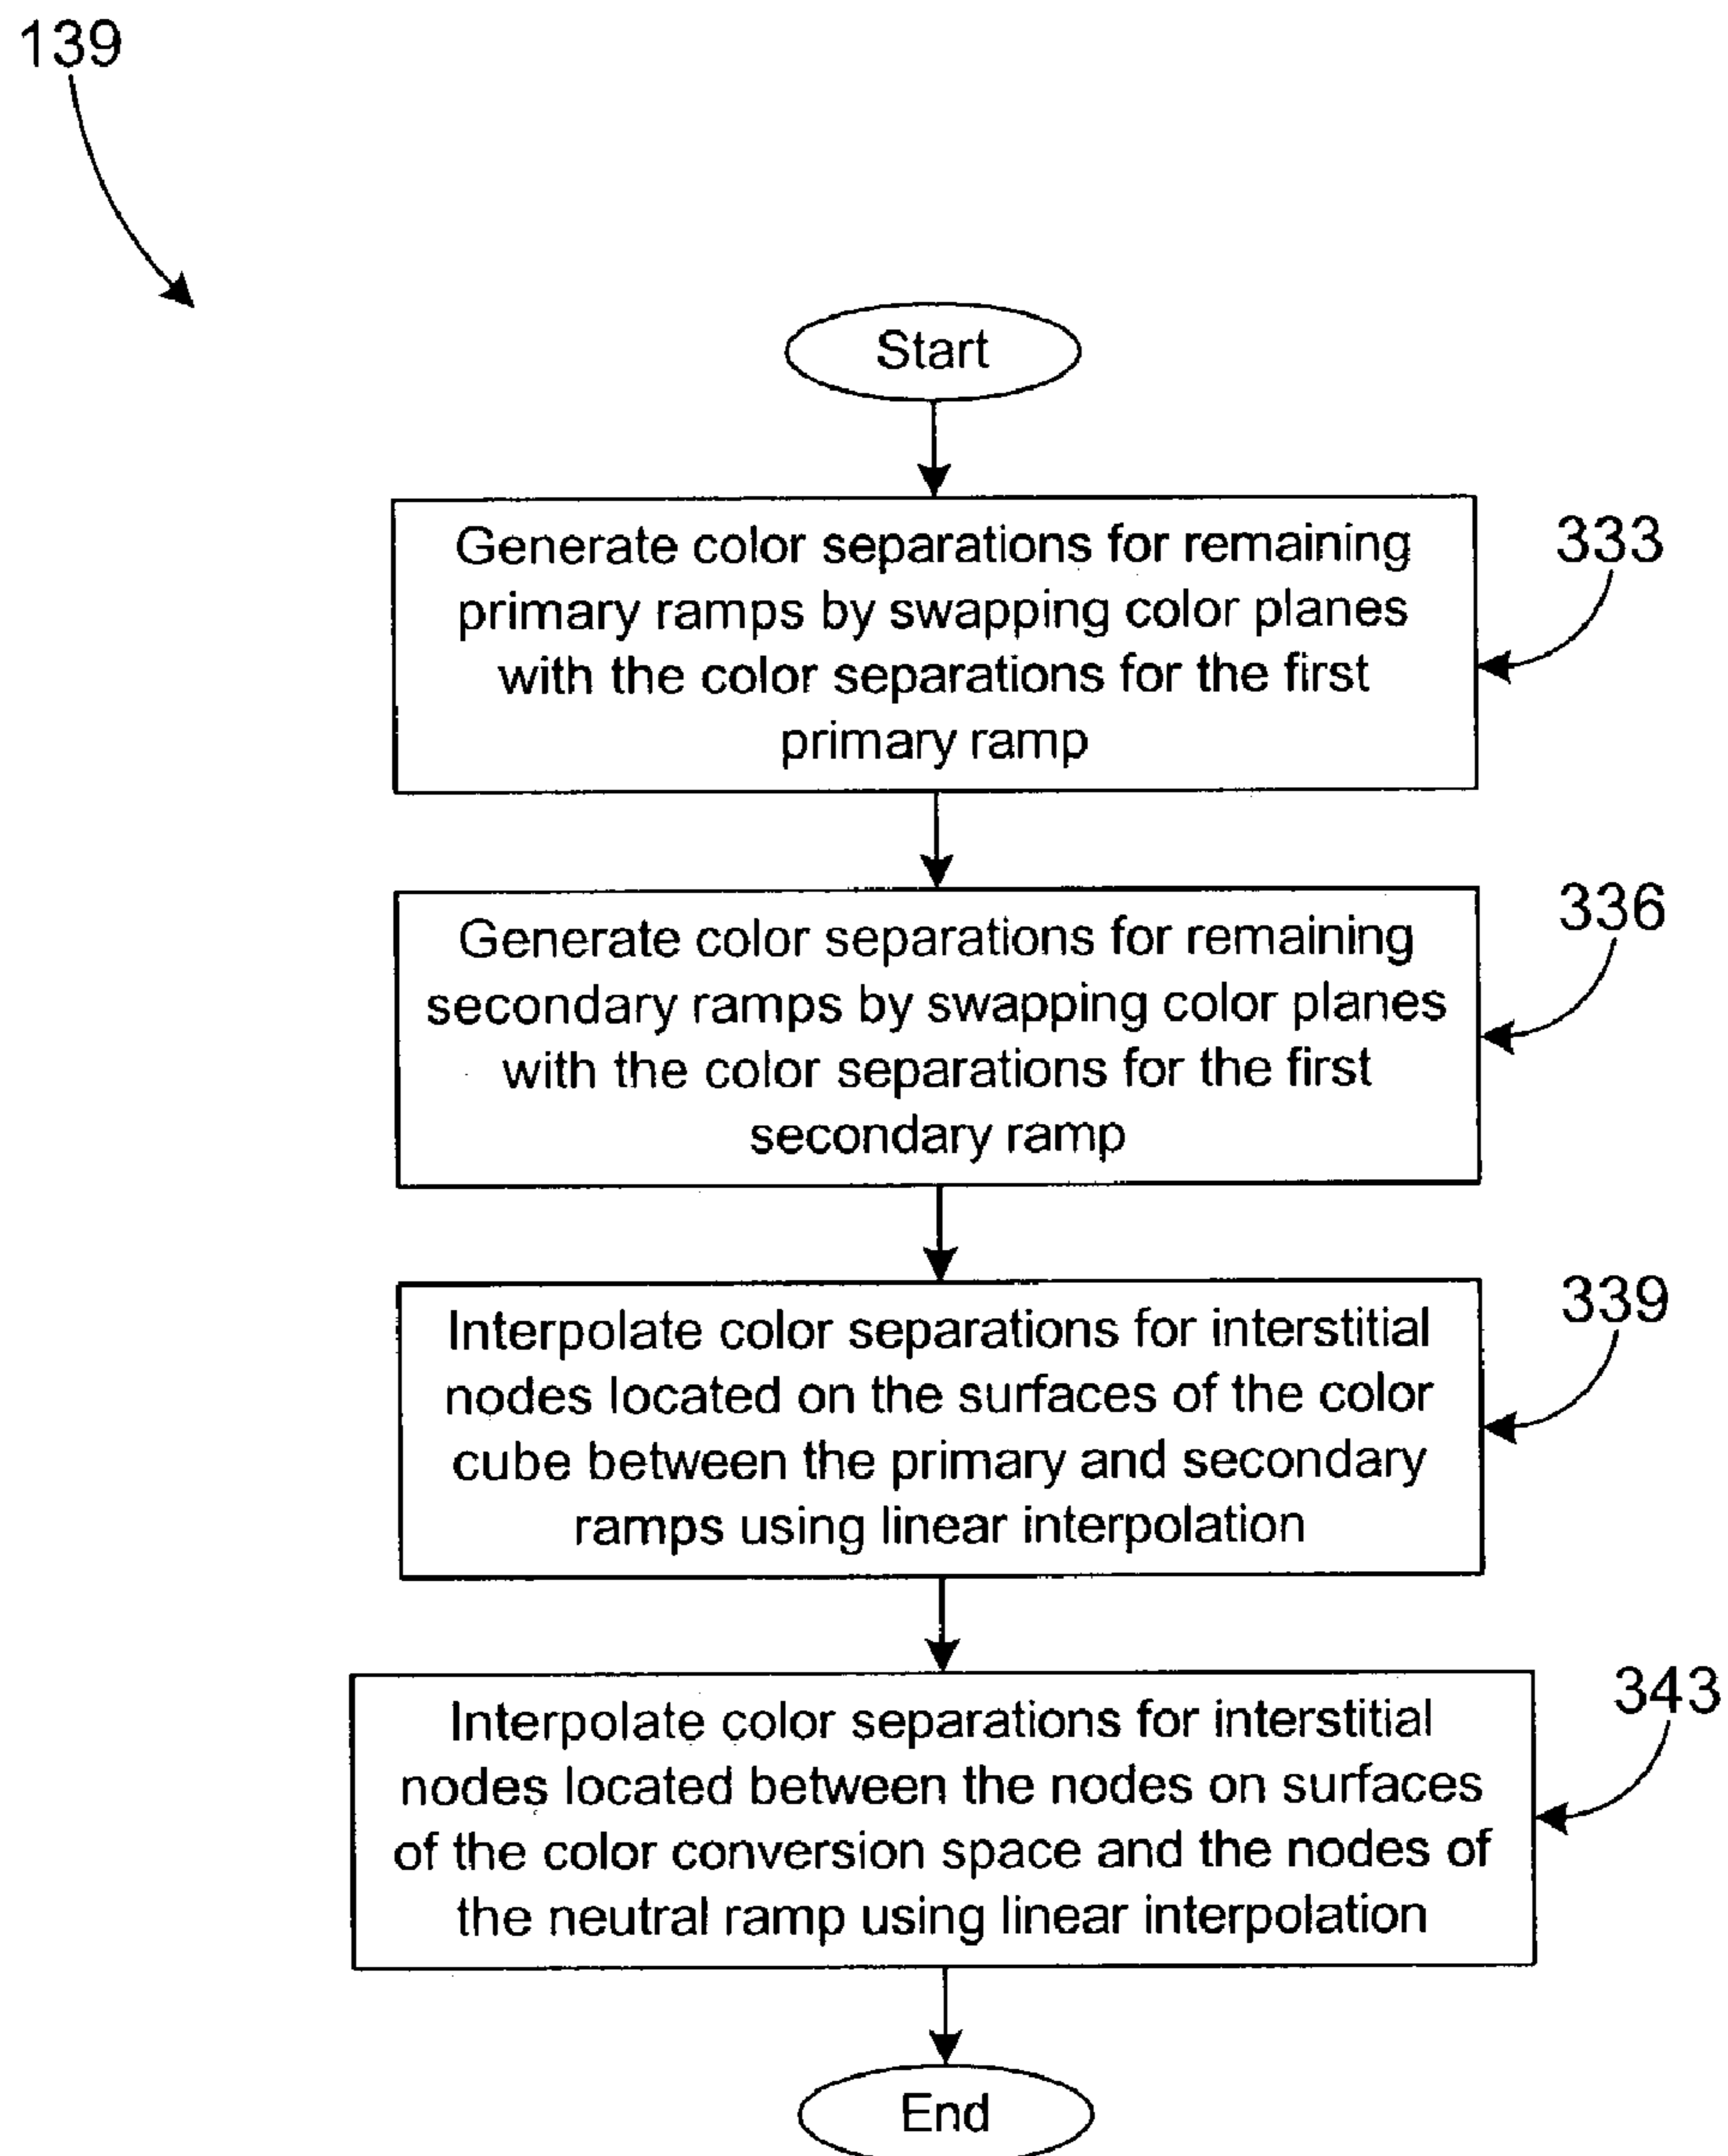 139
Start
Generate color separations for remaining
primary ramps by swapping color planes
with the color separations for the first
primary ramp
333
Generate color separations for remaining
secondary ramps by swapping color planes
with the color separations for the first
secondary ramp
336
Interpolate color separations for interstitial
nodes located on the surfaces of the color
cube between the primary and secondary
ramps using linear interpolation
339
Interpolate color separations for interstitial
nodes located between the nodes on surfaces
of the color conversion space and the nodes of
the neutral ramp using linear interpolation
343
End